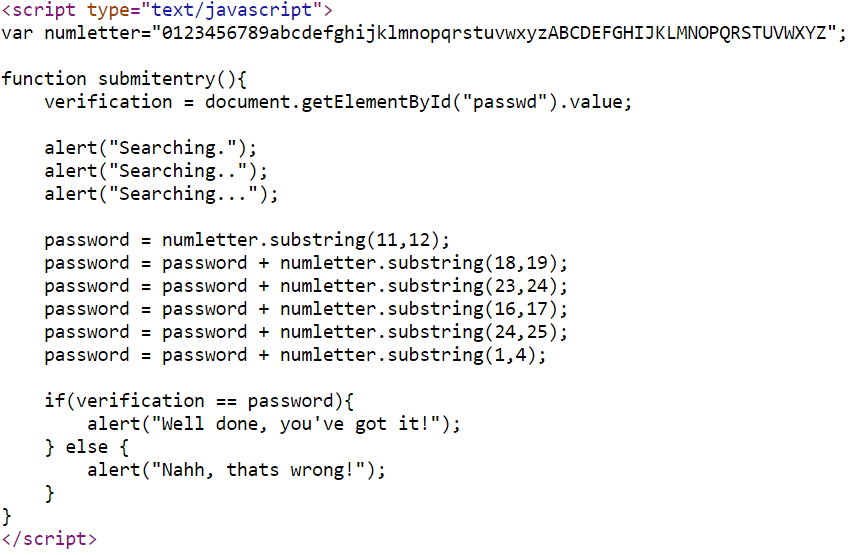 <script type="text/javascript">
var numletter="0123456789abcdefghijklmnopqrstuvwxyzABCDEFGHIJKLMNOPQRSTUVWXYZ";

function submitentry(){
    verification = document.getElementById("passwd").value;

    alert("Searching.");
    alert("Searching..");
    alert("Searching...");

    password = numletter.substring(11,12);
    password = password + numletter.substring(18,19);
    password = password + numletter.substring(23,24);
    password = password + numletter.substring(16,17);
    password = password + numletter.substring(24,25);
    password = password + numletter.substring(1,4);

    if(verification == password){
        alert("Well done, you've got it!");
    } else {
        alert("Nahh, thats wrong!");
    }
}
</script>